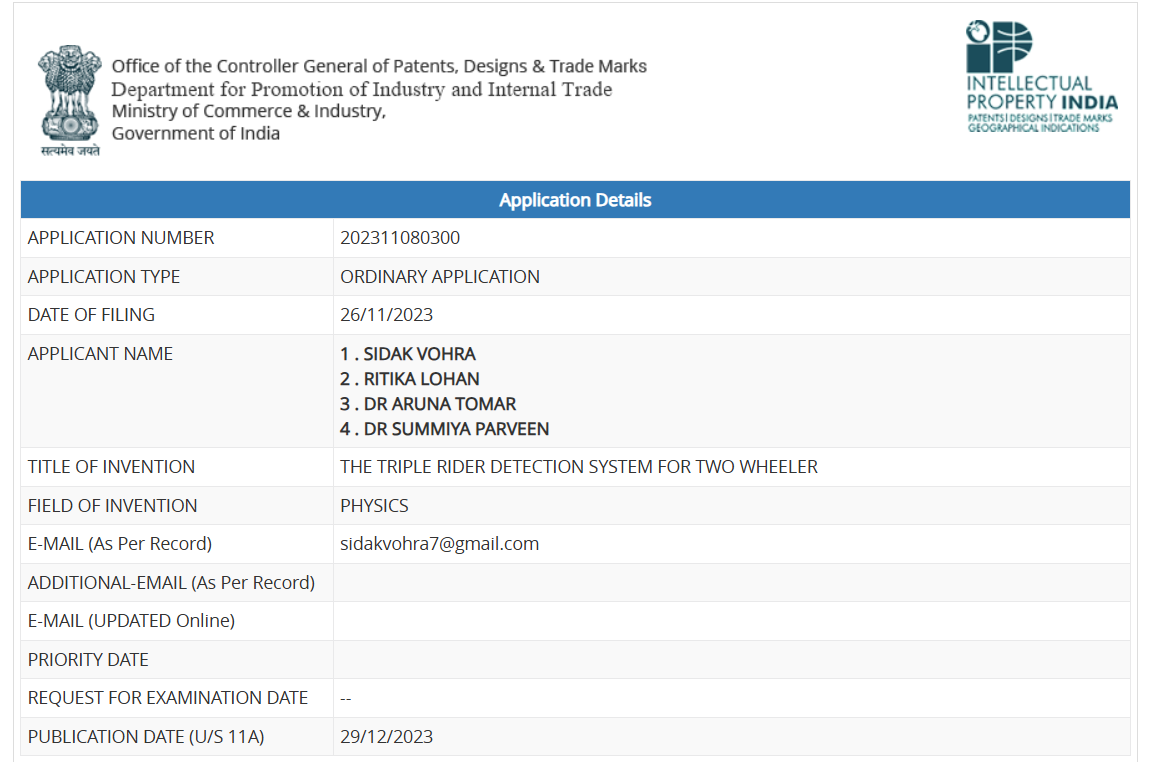 Office of the Controller General of Patents, Designs & Trade Marks
Department for Promotion of Industry and Internal Trade
Ministry of Commerce & Industry,
Government of India
सत्यमेव जयते
INTELLECTUAL
PROPERTY INDIA
PATENTS | DESIGNS | TRADE MARKS
GEOGRAPHICAL INDICATIONS
Application Details
APPLICATION NUMBER 202311080300
APPLICATION TYPE ORDINARY APPLICATION
DATE OF FILING 26/11/2023
APPLICANT NAME 1 . SIDAK VOHRA
2 . RITIKA LOHAN
3 . DR ARUNA TOMAR
4 . DR SUMMIYA PARVEEN
TITLE OF INVENTION THE TRIPLE RIDER DETECTION SYSTEM FOR TWO WHEELER
FIELD OF INVENTION PHYSICS
E-MAIL (As Per Record) sidakvohra7@gmail.com
ADDITIONAL-EMAIL (As Per Record)
E-MAIL (UPDATED Online)
PRIORITY DATE
REQUEST FOR EXAMINATION DATE --
PUBLICATION DATE (U/S 11A) 29/12/2023